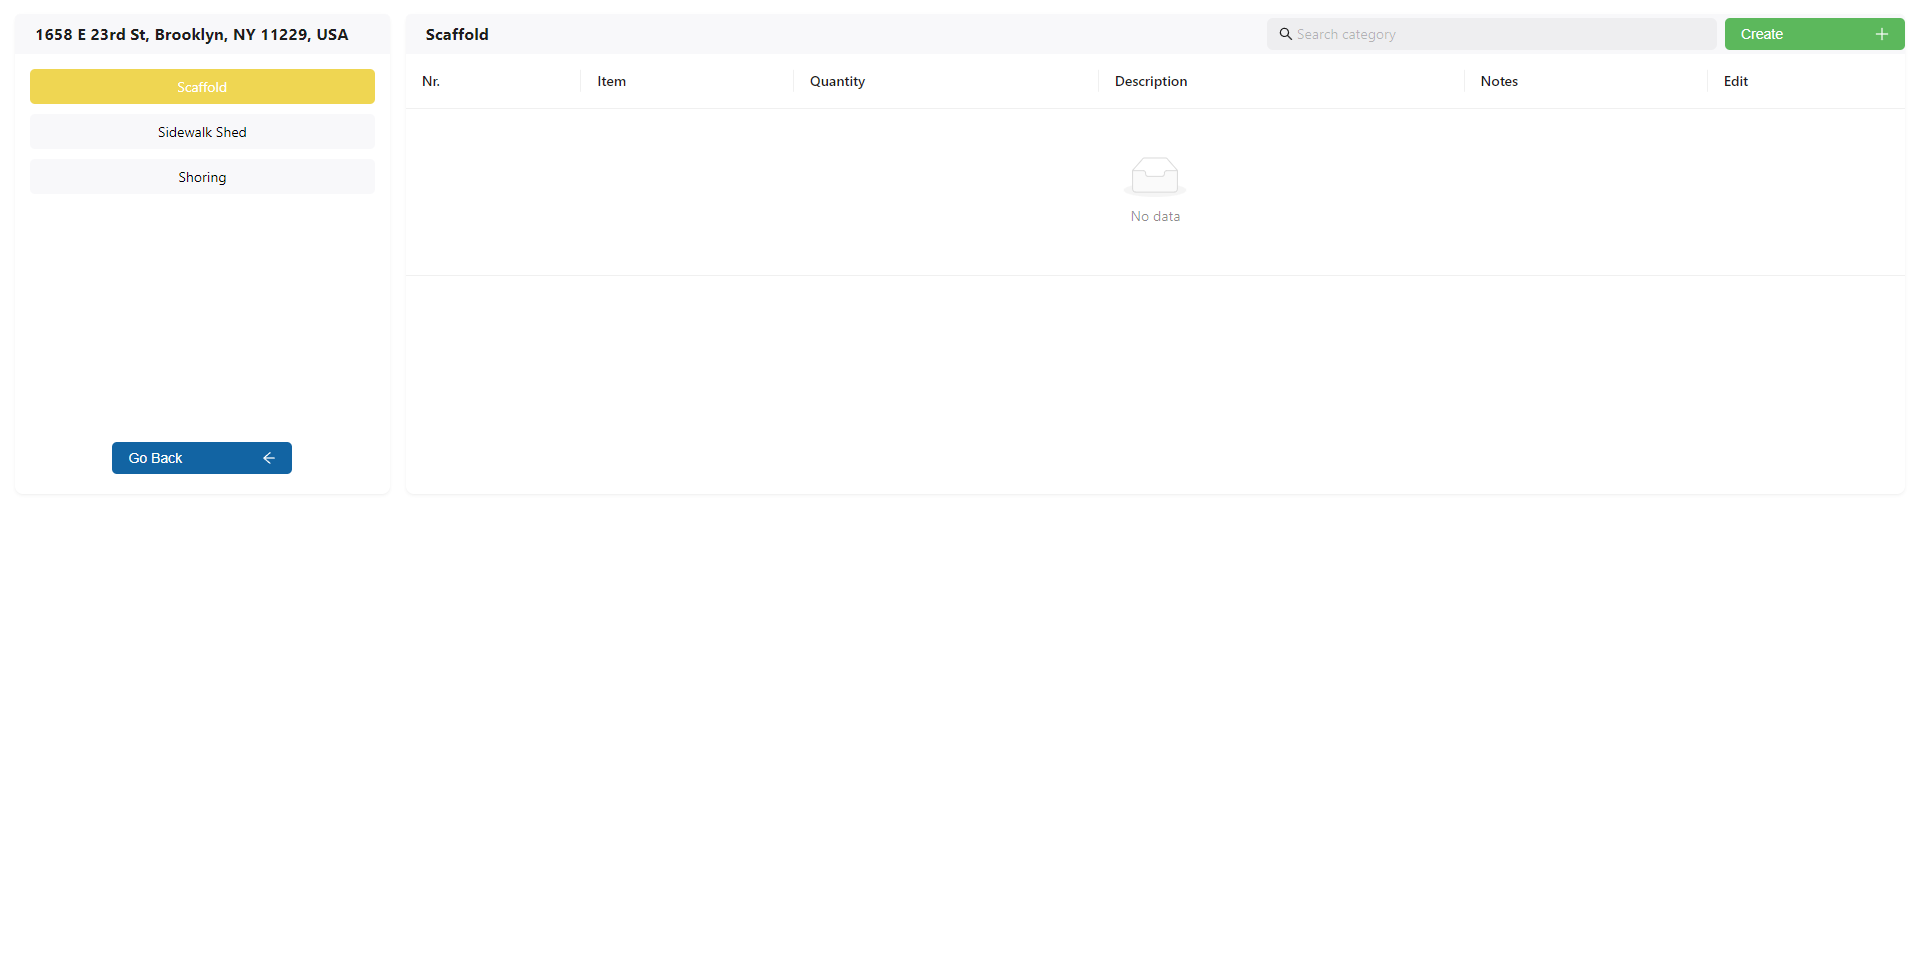 1658 E 23rd St, Brooklyn, NY 11229, USA
Scaffold
Sidewalk Shed
Shoring
Go Back
Scaffold
Search category
Create
Nr. Item Quantity Description Notes Edit
No data